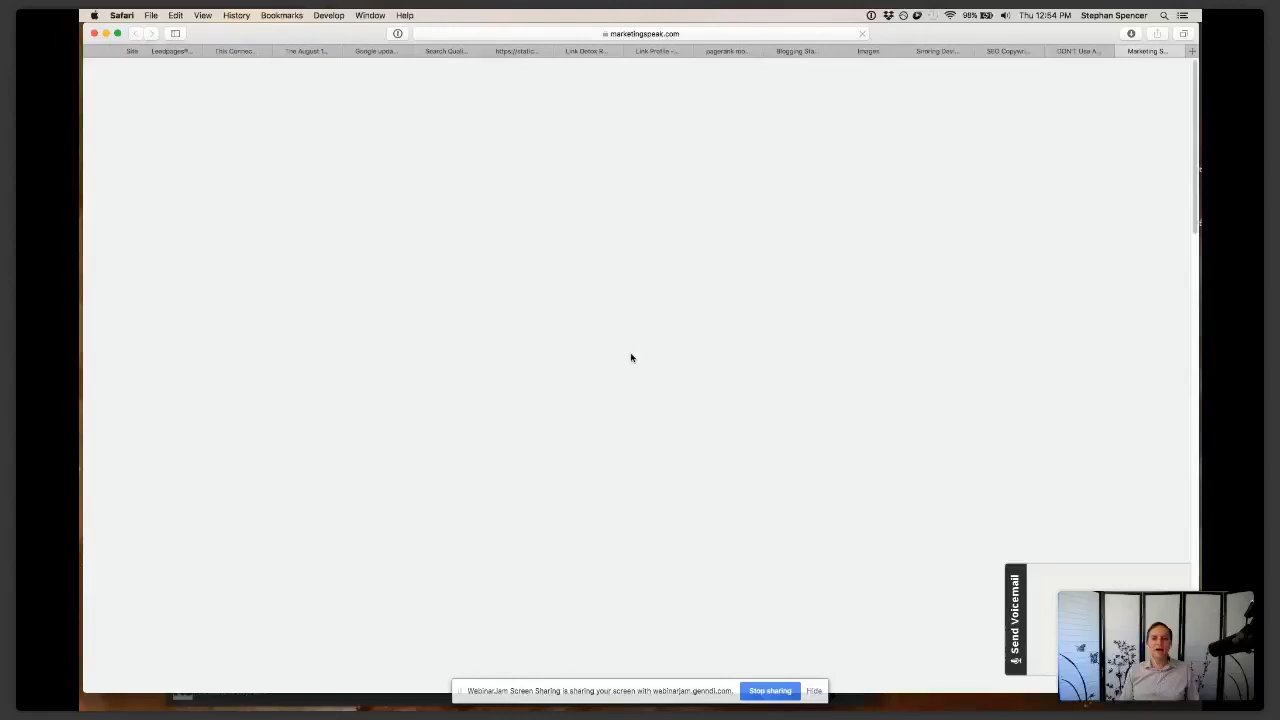 Safari File Edit View History Bookmarks Develop Window Help 98% Thu 12:54 PM Stephan Spencer
marketingspeak.com
Site Leadpages®... This Connec... The August 1... Google upda... Search Quali... https://static... Link Detox R... Link Profile -... pagerank mo... Blogging Sta... Images Snoring Devi... SEO Copywri... DON'T Use A... Marketing S...
Send Voicemail
WebinarJam Screen Sharing is sharing your screen with webinarjam.genndi.com. Stop sharing Hide